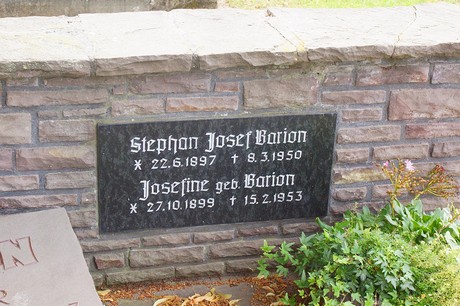 Stephan Josef Barion
* 22.6.1897 † 8.3.1950
Josefine geb. Barion
* 27.10.1899 † 15.2.1953